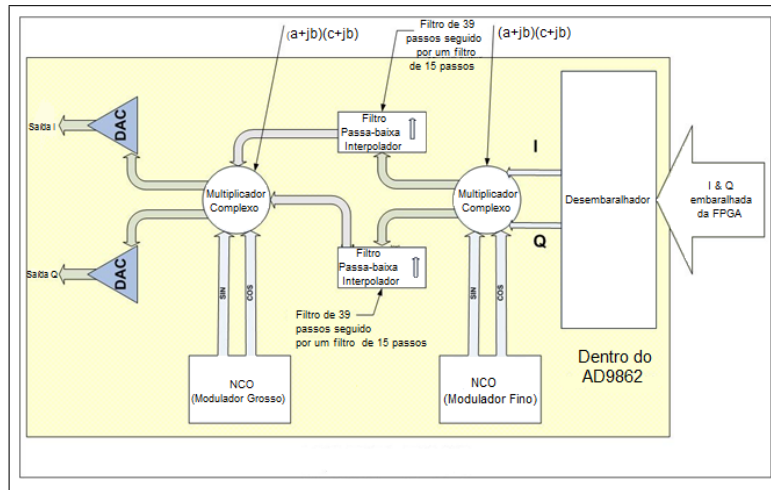 Filtro de 39
passos seguido
por um filtro
de 15 passos
(a+jb)(c+jb)
(a+jb)(c+jb)
Saída I
DAC
Filtro
Passa-baixa
Interpolador
I
Multiplicador
Complexo
Multiplicador
Complexo
Desembaralhador
I & Q
embaralhada
da FPGA
Q
Saída Q
DAC
Filtro
Passa-baixa
Interpolador
SIN
COS
SIN
COS
Filtro de 39
passos seguido
por um filtro de 15 passos
NCO
(Modulador Grosso)
NCO
(Modulador Fino)
Dentro do
AD9862